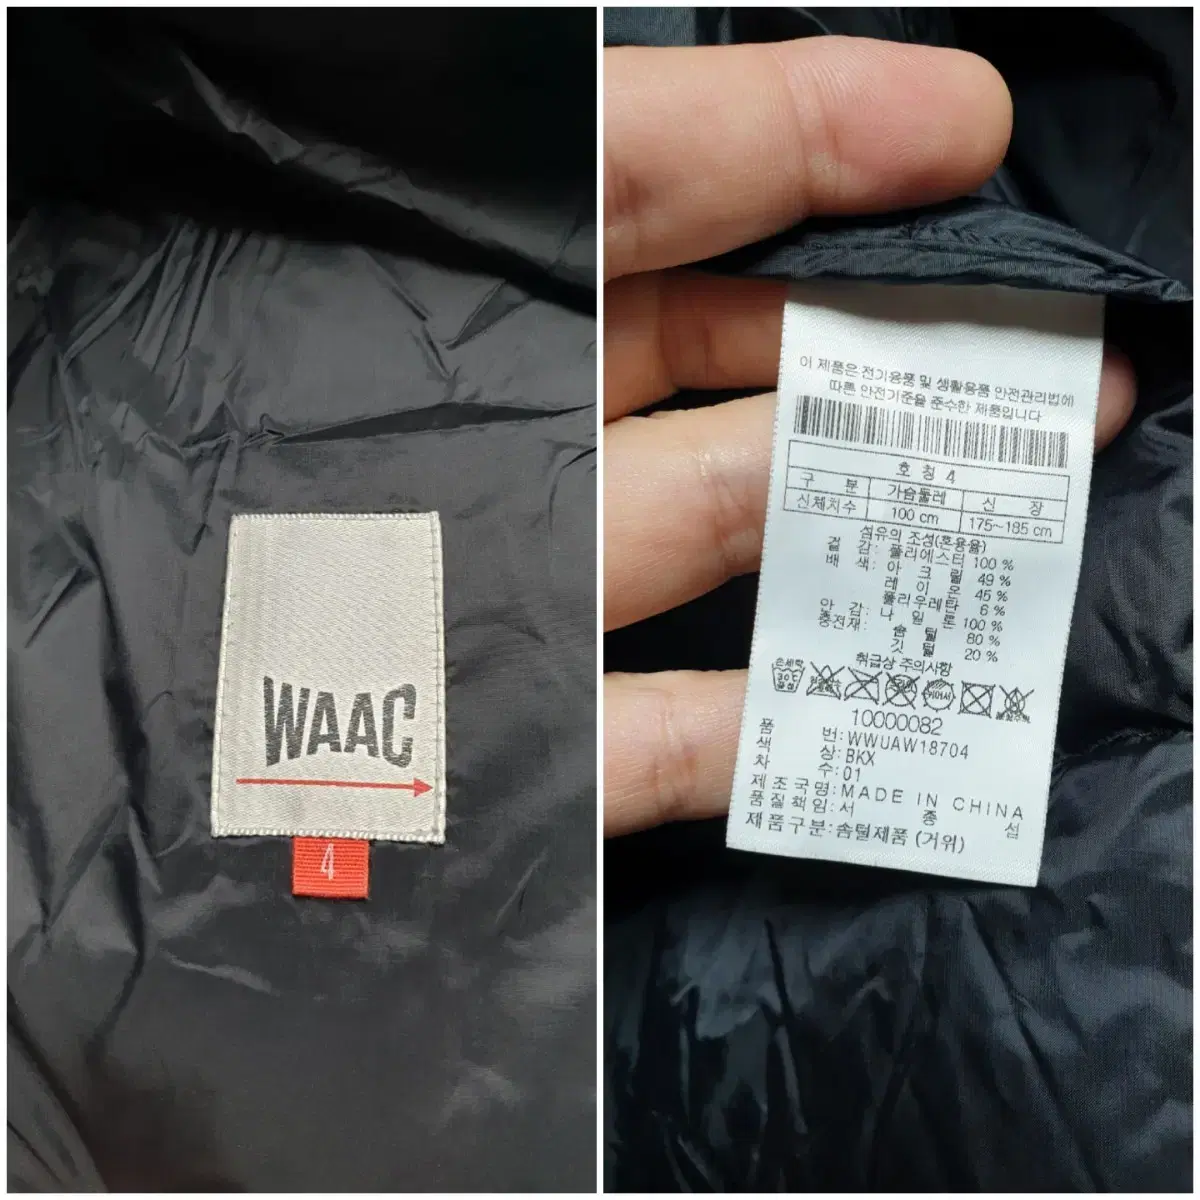 WAAC
4
이 제품은 전기용품 및 생활용품 안전관리법에
따른 안전기준을 준수한 제품입니다
호칭 4
구 분 가슴둘레 신 장
신체치수 100 cm 175~185 cm
섬유의 조성(혼용율)
겉 감: 폴리에스터 100 %
배 색: 아 크 릴 49 %
레 이 온 45 %
폴리우레탄 6 %
안 감: 나 일 론 100 %
충전재: 솜 털 80 %
깃 털 20 %
취급상 주의사항
손세탁
30℃
중성
10000082
품 번: WWUAW18704
색 상: BKX
차 수: 01
제 조 국 명: MADE IN CHINA
품질책임: 서 종 섭
제품구분: 솜털제품 (거위)